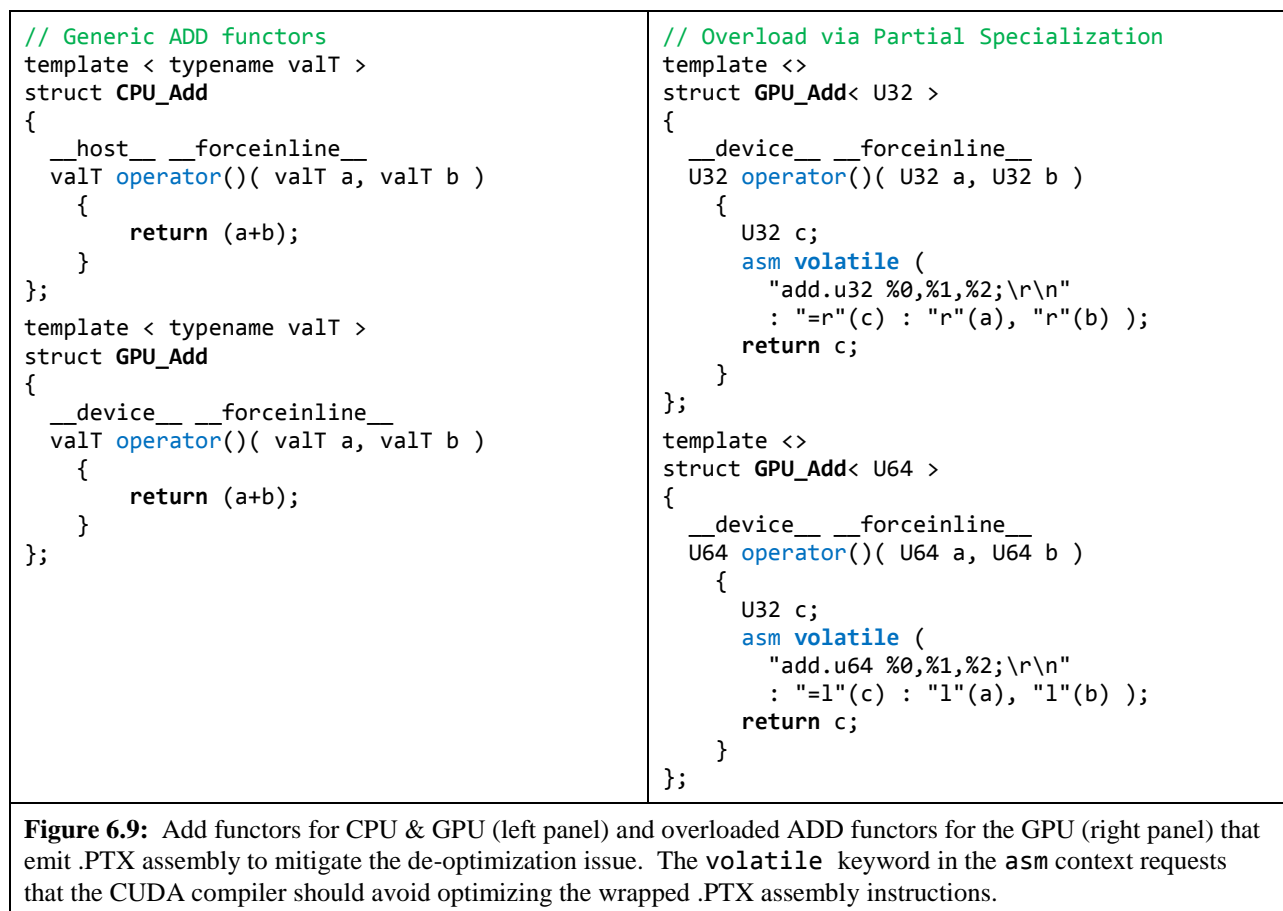 // Generic ADD functors
template < typename valT >
struct CPU_Add
{
  __host__ __forceinline__
  valT operator()( valT a, valT b )
    {
        return (a+b);
    }
};
template < typename valT >
struct GPU_Add
{
  __device__ __forceinline__
  valT operator()( valT a, valT b )
    {
        return (a+b);
    }
};
// Overload via Partial Specialization
template <>
struct GPU_Add< U32 >
{
  __device__ __forceinline__
  U32 operator()( U32 a, U32 b )
    {
      U32 c;
      asm volatile (
        "add.u32 %0,%1,%2;\r\n"
        : "=r"(c) : "r"(a), "r"(b) );
      return c;
    }
};
template <>
struct GPU_Add< U64 >
{
  __device__ __forceinline__
  U64 operator()( U64 a, U64 b )
    {
      U32 c;
      asm volatile (
        "add.u64 %0,%1,%2;\r\n"
        : "=l"(c) : "l"(a), "l"(b) );
      return c;
    }
};
Figure 6.9: Add functors for CPU & GPU (left panel) and overloaded ADD functors for the GPU (right panel) that
emit .PTX assembly to mitigate the de-optimization issue. The volatile keyword in the asm context requests
that the CUDA compiler should avoid optimizing the wrapped .PTX assembly instructions.